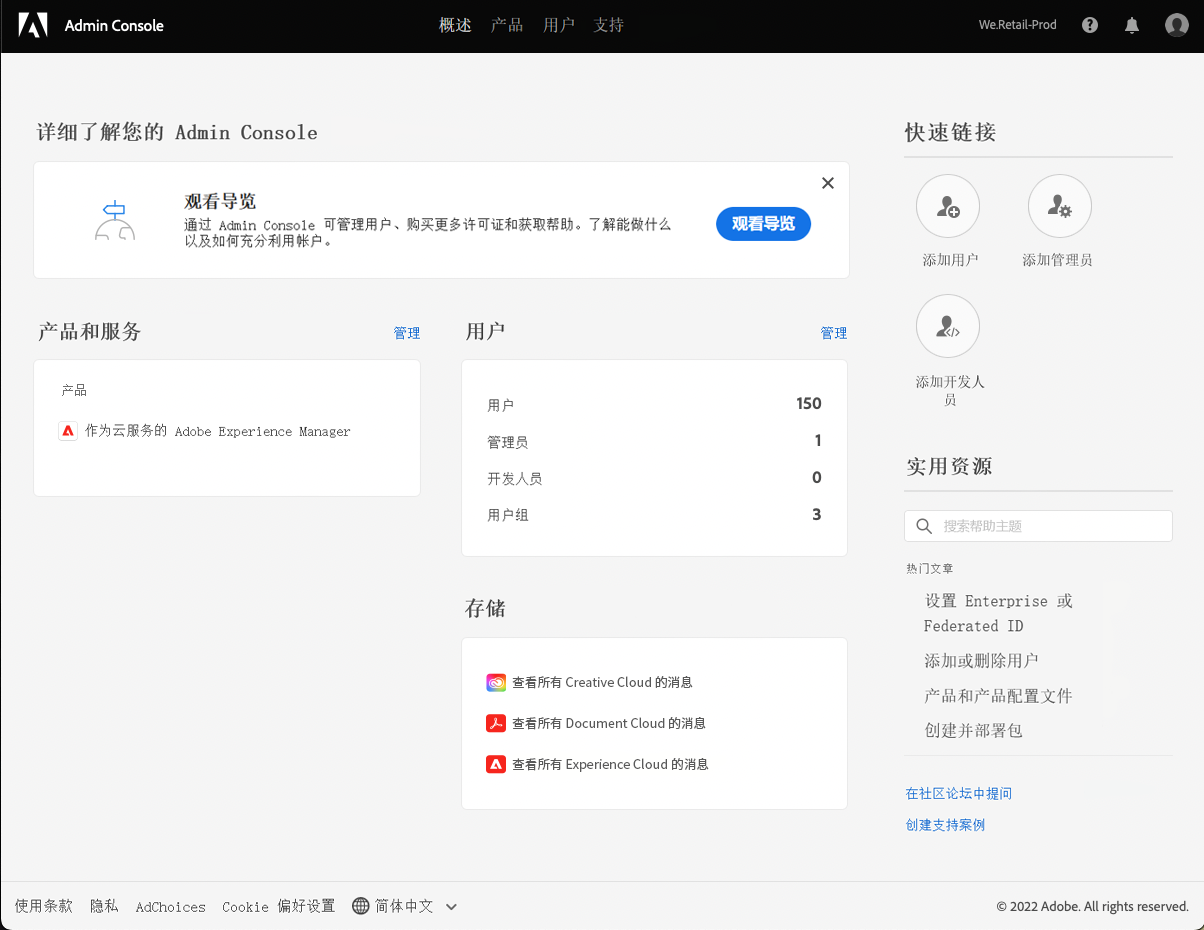 Admin Console
概述 产品 用户 支持
We.Retail-Prod
详细了解您的 Admin Console
观看导览
通过 Admin Console 可管理用户、购买更多许可证和获取帮助。了解能做什么
以及如何充分利用帐户。
观看导览
产品和服务 管理
产品
作为云服务的 Adobe Experience Manager
用户 管理
用户 150
管理员 1
开发人员 0
用户组 3
存储
查看所有 Creative Cloud 的消息
查看所有 Document Cloud 的消息
查看所有 Experience Cloud 的消息
快速链接
添加用户 添加管理员
添加开发人
员
实用资源
搜索帮助主题
热门文章
设置 Enterprise 或
Federated ID
添加或删除用户
产品和产品配置文件
创建并部署包
在社区论坛中提问
创建支持案例
使用条款 隐私 AdChoices Cookie 偏好设置 简体中文
© 2022 Adobe. All rights reserved.